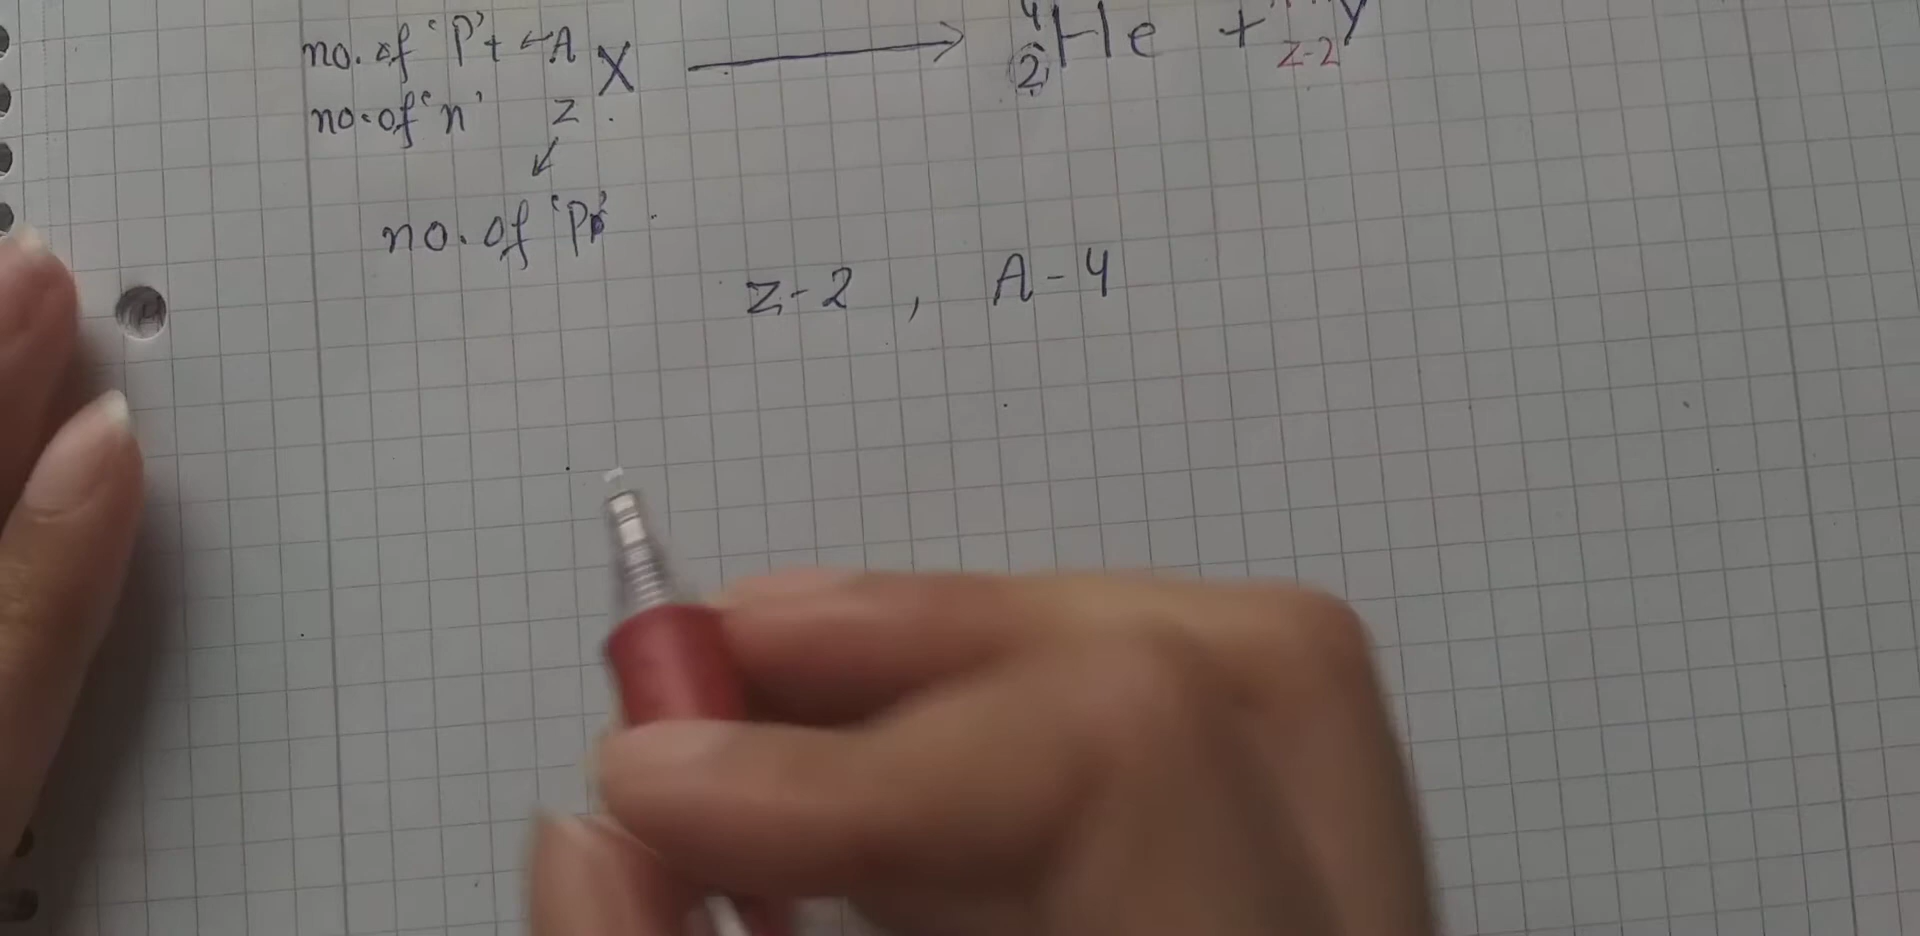 no. of 'P' + ← A X ⟶ 4 2 He + Z-2 Y
no. of 'n' Z
↙
no. of 'P'
Z-2 , A-4